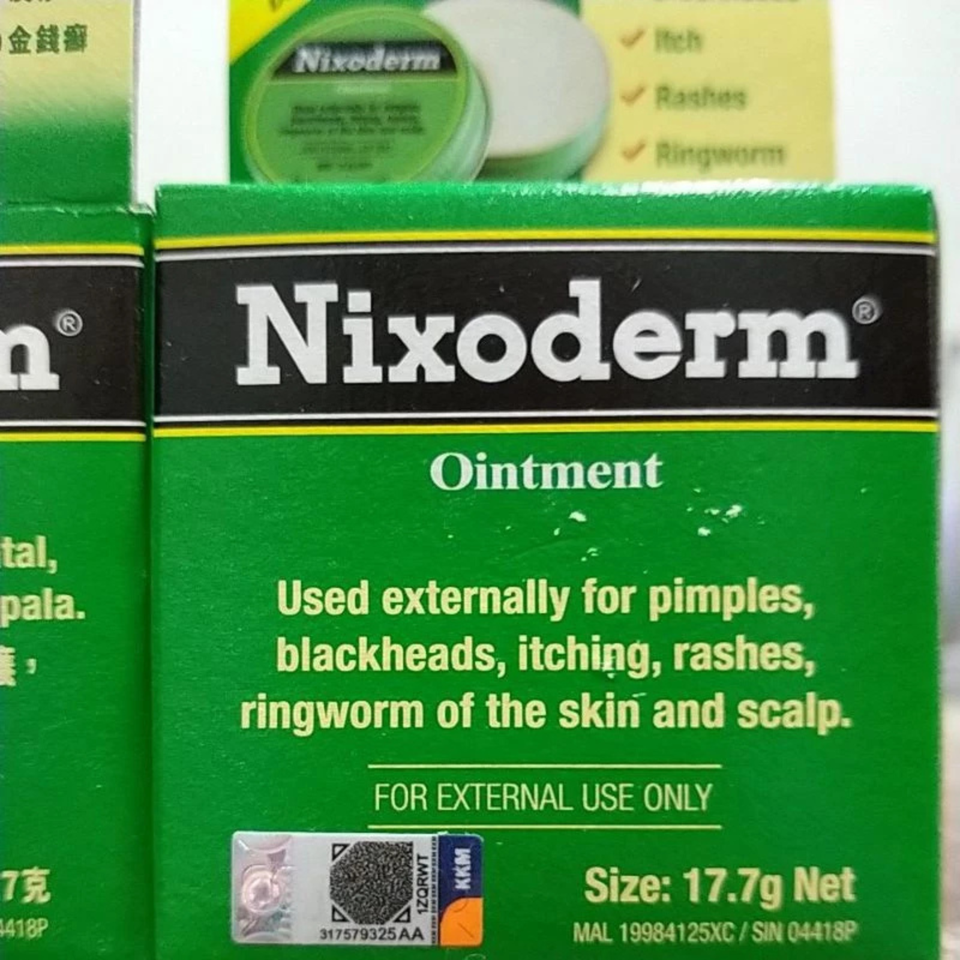 金錢癬
Nixoderm
Itch
Rashes
Ringworm
m®
tal,
pala.
7克
4418P
Nixoderm®
Ointment
Used externally for pimples,
blackheads, itching, rashes,
ringworm of the skin and scalp.
FOR EXTERNAL USE ONLY
1ZQRWT
KKM
317579325AA
Size: 17.7g Net
MAL 19984125XC / SIN 04418P